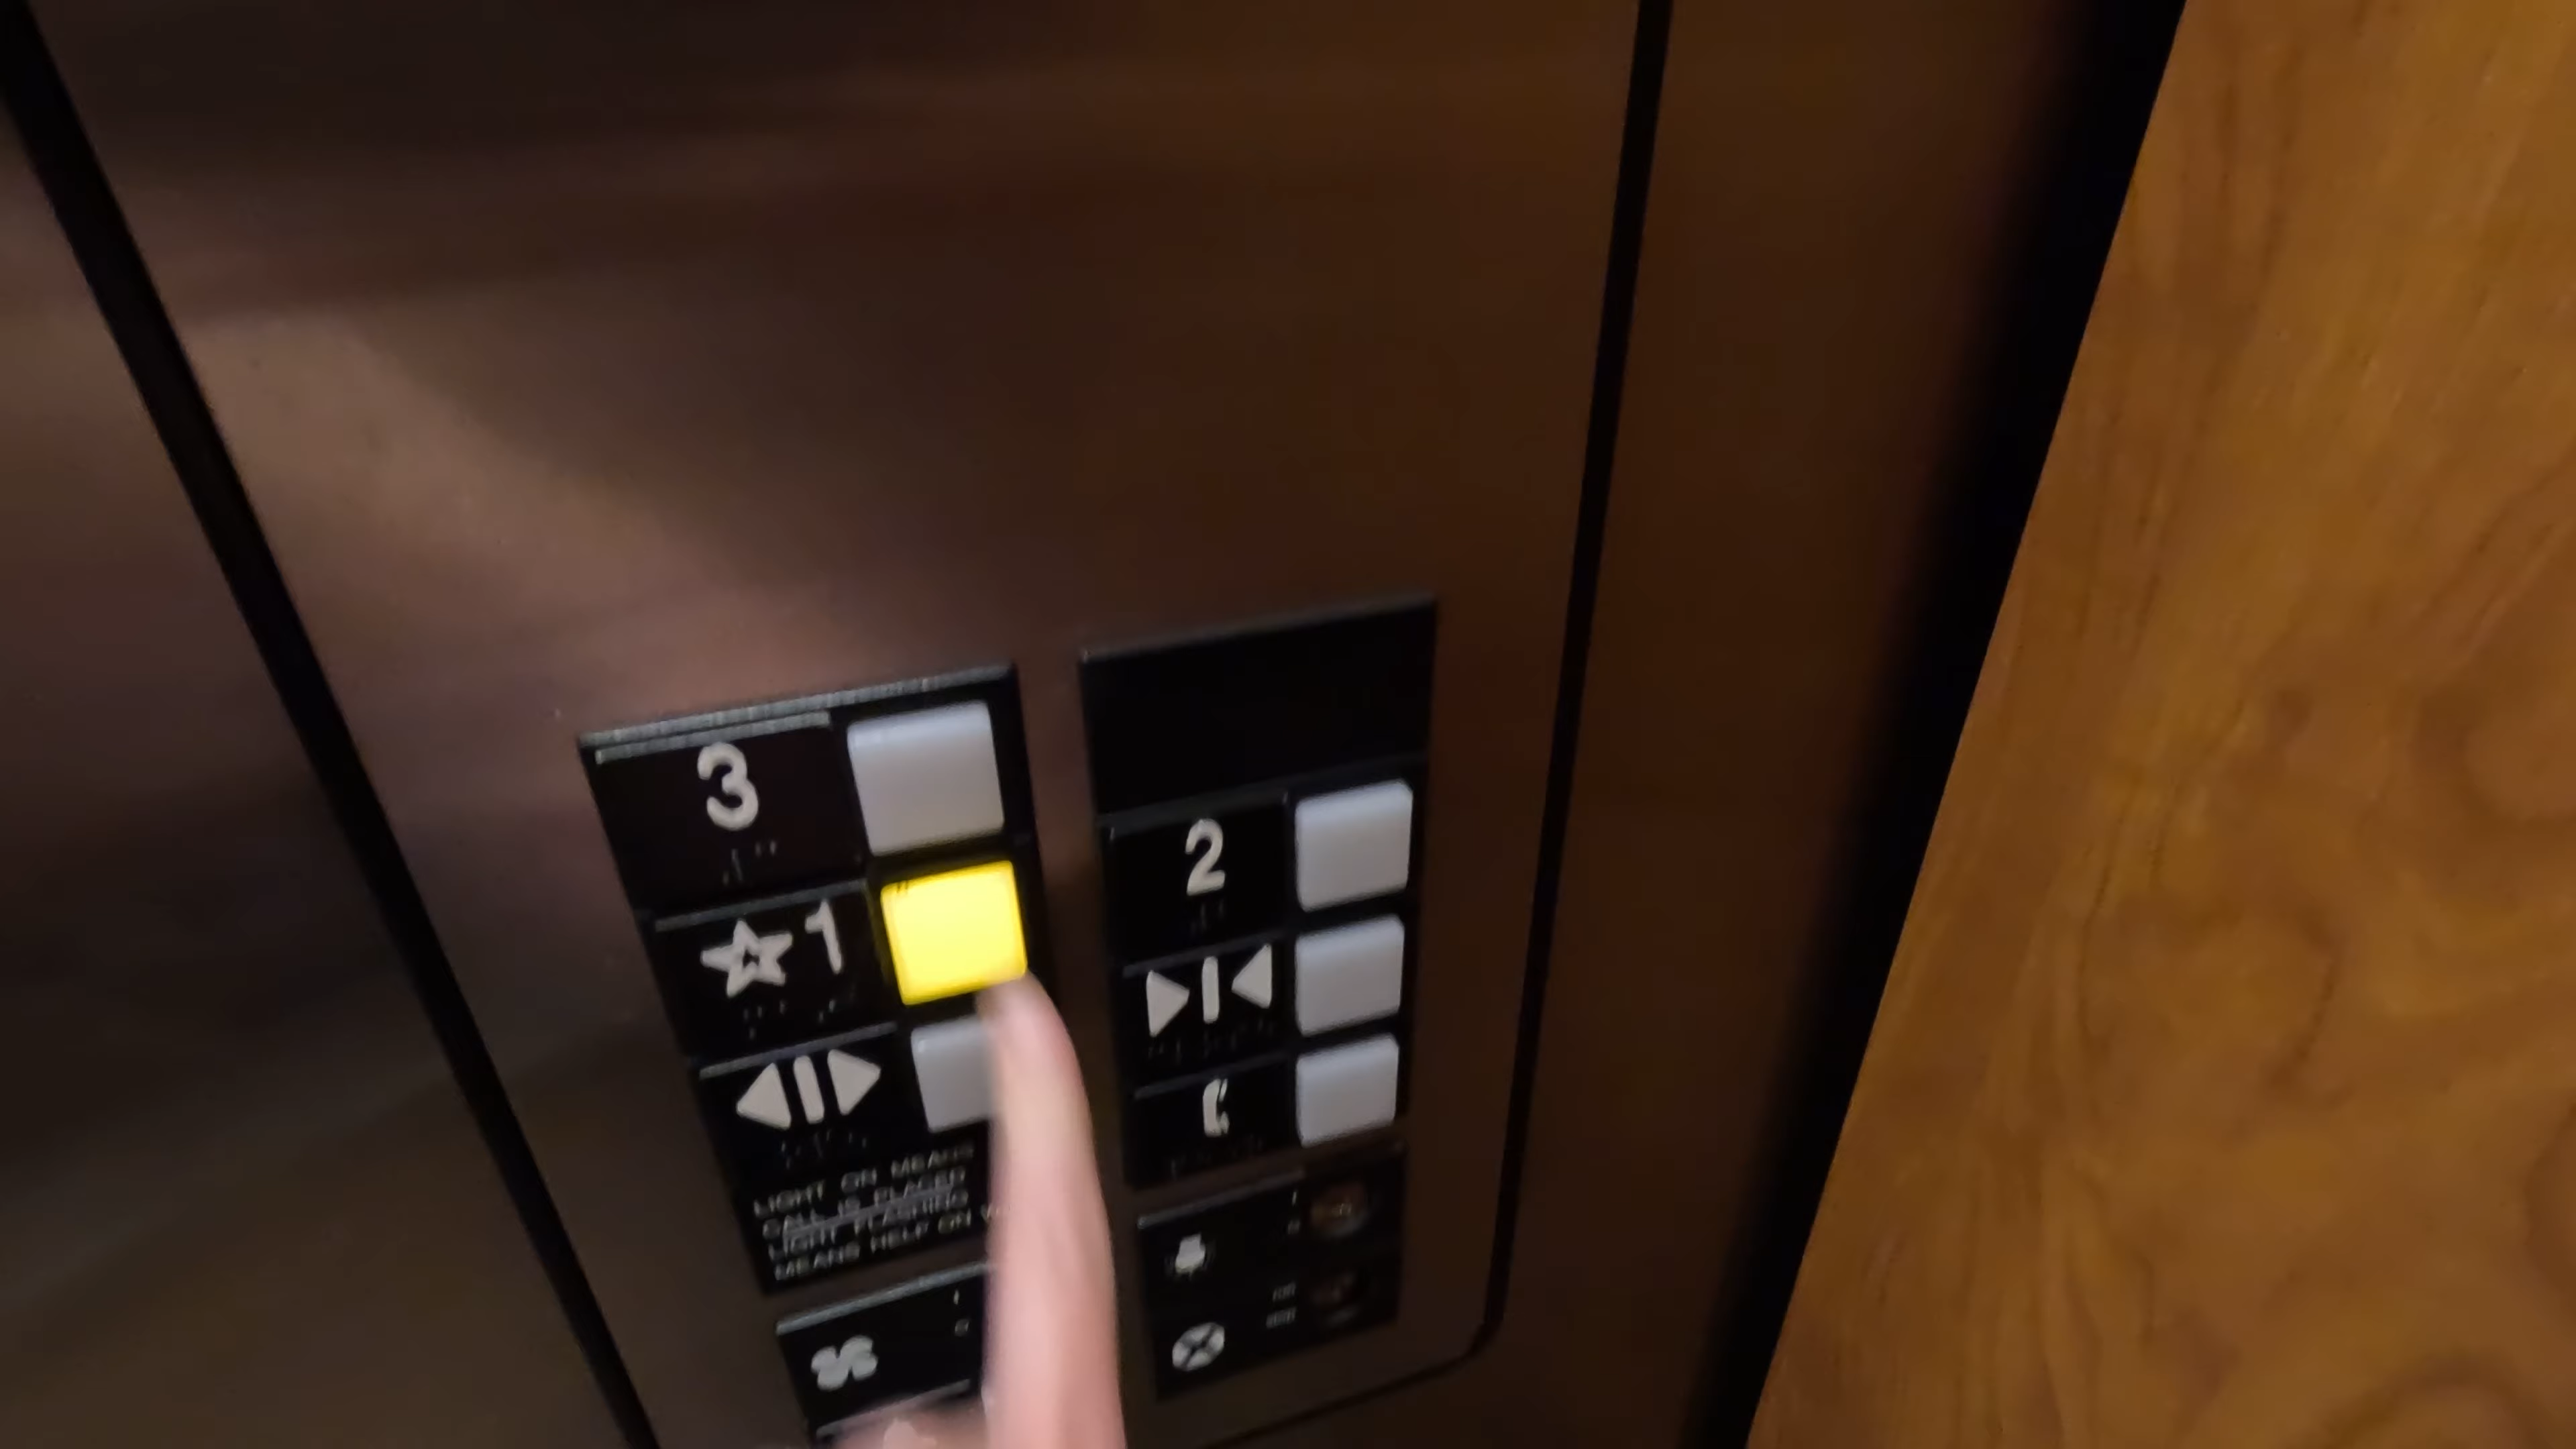 3
2
☆1
LIGHT ON MEANS
CALL IS PLACED
LIGHT FLASHING
MEANS HELP ON